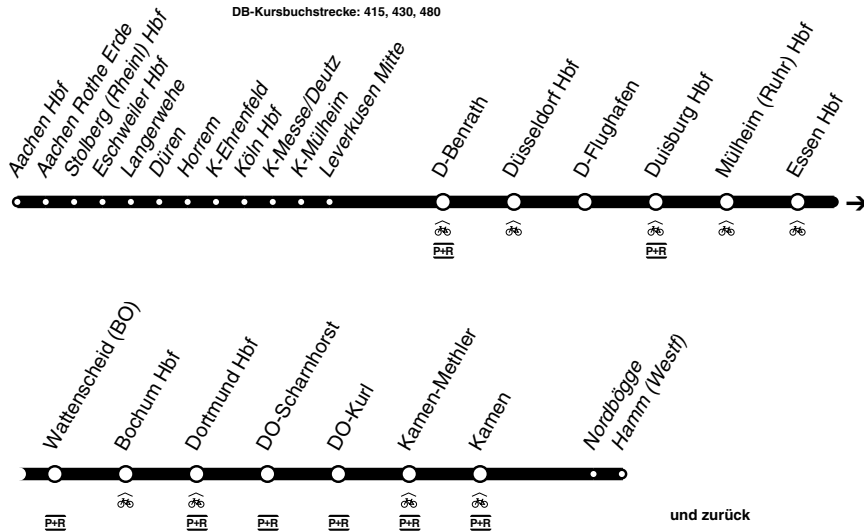 DB-Kursbuchstrecke: 415, 430, 480
Aachen Hbf
Aachen Rothe Erde
Stolberg (Rheinl) Hbf
Eschweiler Hbf
Langerwehe
Düren
Horrem
K-Ehrenfeld
Köln Hbf
K-Messe/Deutz
K-Mülheim
Leverkusen Mitte
D-Benrath
Düsseldorf Hbf
D-Flughafen
Duisburg Hbf
Mülheim (Ruhr) Hbf
Essen Hbf
P+R
P+R
Wattenscheid (BO)
Bochum Hbf
Dortmund Hbf
DO-Scharnhorst
DO-Kurl
Kamen-Methler
Kamen
Nordbögge
Hamm (Westf)
P+R
P+R
P+R
P+R
P+R
P+R
und zurück